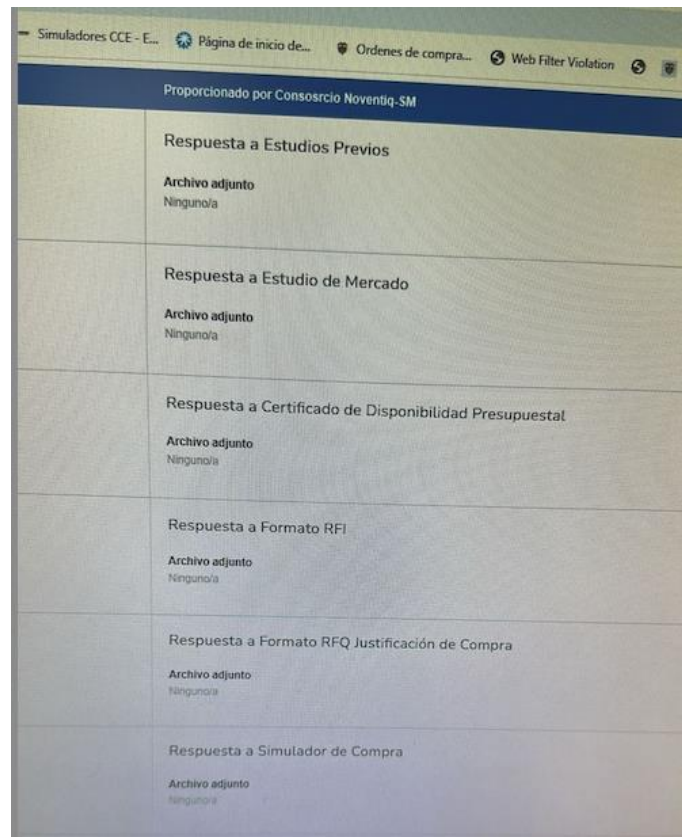 Simuladores CCE - E... Página de inicio de... Ordenes de compra... Web Filter Violation
Proporcionado por Consosrcio Noventiq-SM
Respuesta a Estudios Previos
Archivo adjunto
Ninguno/a
Respuesta a Estudio de Mercado
Archivo adjunto
Ninguno/a
Respuesta a Certificado de Disponibilidad Presupuestal
Archivo adjunto
Ninguno/a
Respuesta a Formato RFI
Archivo adjunto
Ninguno/a
Respuesta a Formato RFQ Justificación de Compra
Archivo adjunto
Ninguno/a
Respuesta a Simulador de Compra
Archivo adjunto
Ninguno/a